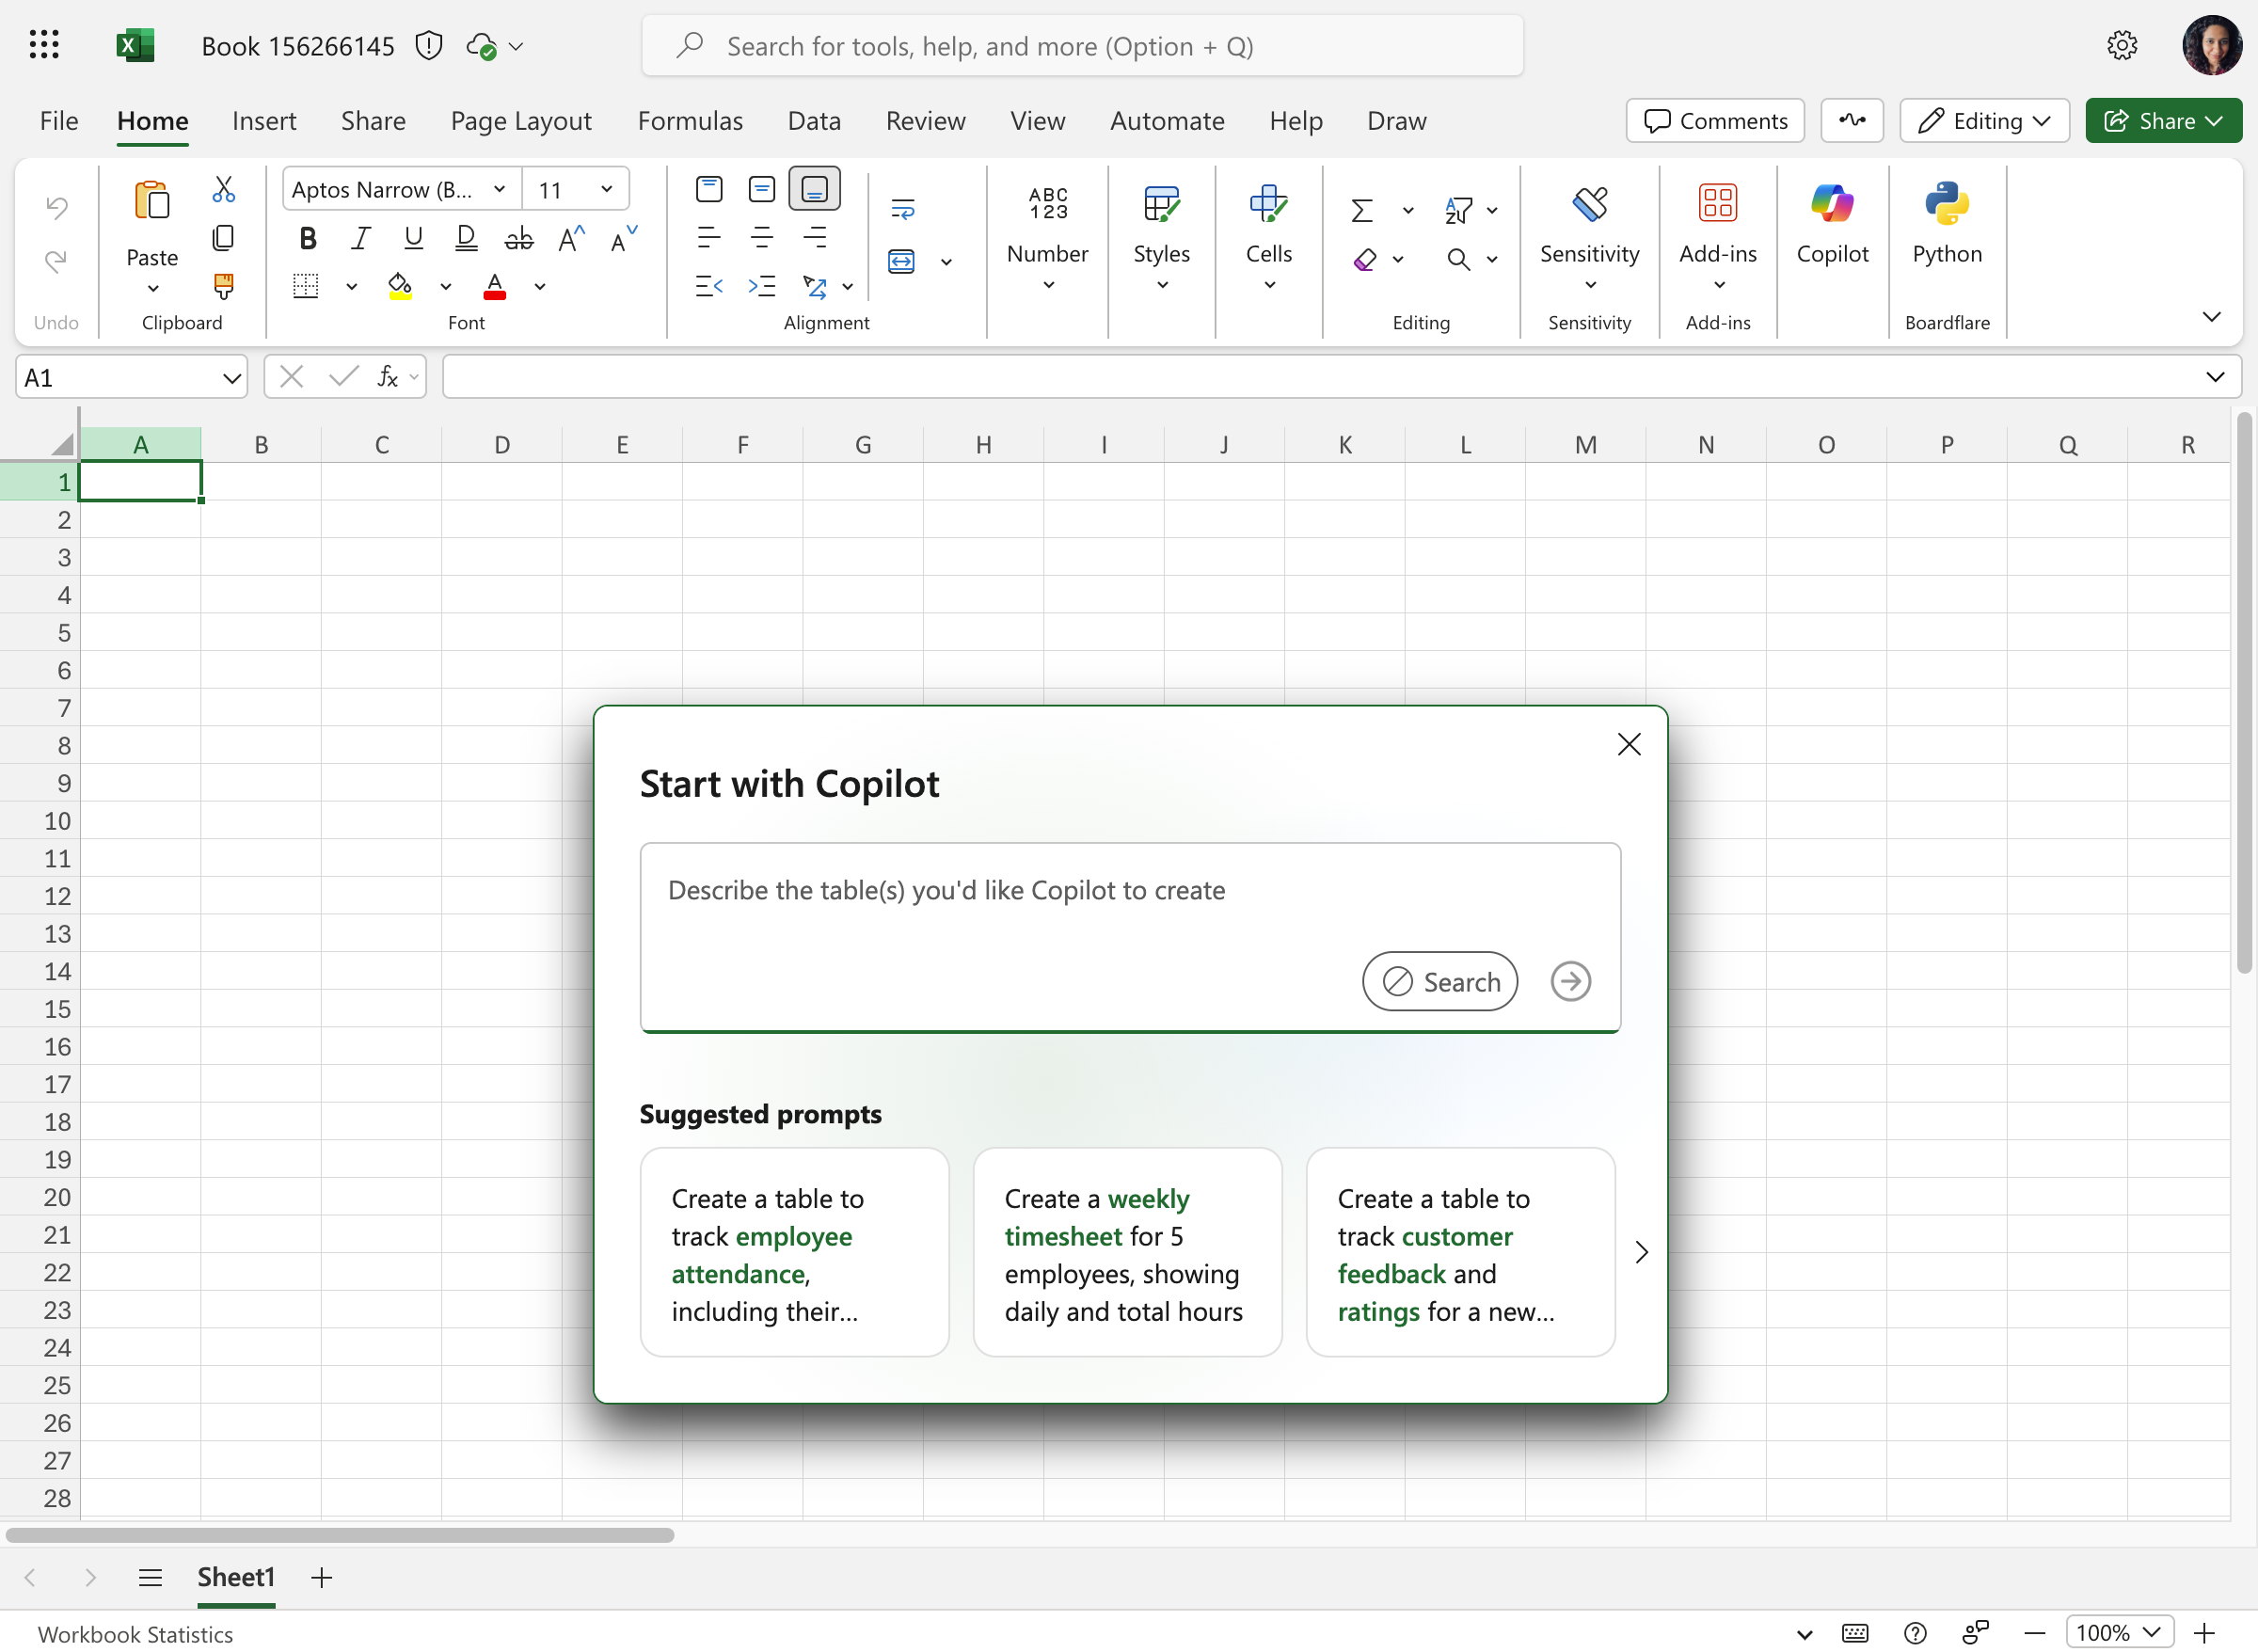 Book 156266145
Search for tools, help, and more (Option + Q)
File Home Insert Share Page Layout Formulas Data Review View Automate Help Draw
Comments Editing Share
Paste
Undo
Clipboard
Aptos Narrow (B... 11
Font
Alignment
ABC
123
Number
Styles
Cells
Editing
Sensitivity
Sensitivity
Add-ins
Add-ins
Copilot
Python
Boardflare
A1
fx
A B C D E F G H I J K L M N O P Q R
1
2
3
4
5
6
7
8
9
10
11
12
13
14
15
16
17
18
19
20
21
22
23
24
25
26
27
28
Start with Copilot
Describe the table(s) you'd like Copilot to create
Search
Suggested prompts
Create a table to
track employee
attendance,
including their...
Create a weekly
timesheet for 5
employees, showing
daily and total hours
Create a table to
track customer
feedback and
ratings for a new...
Sheet1
Workbook Statistics
100%